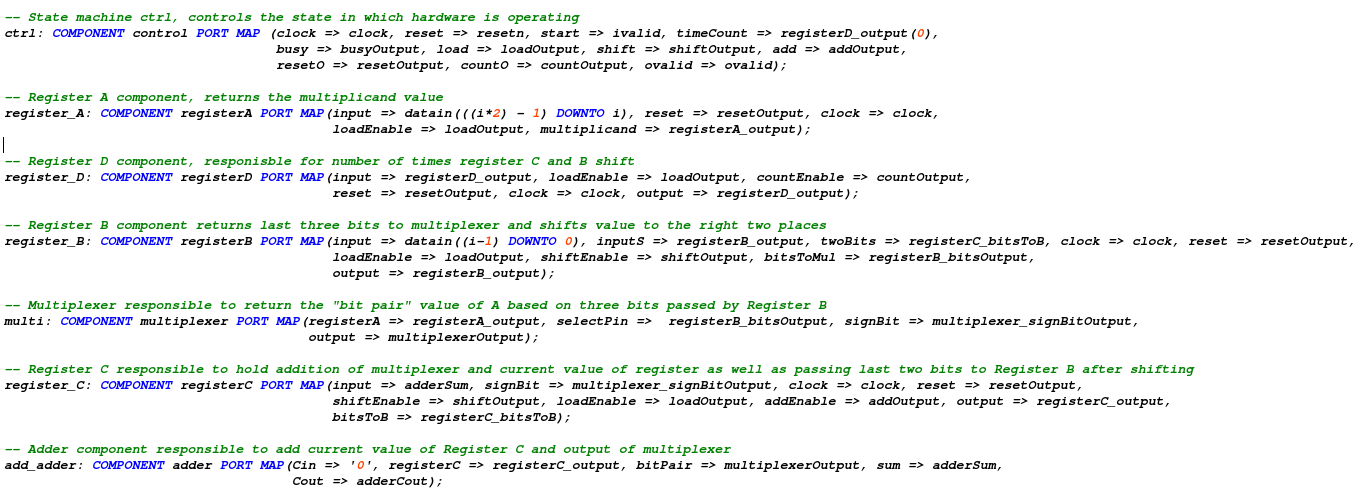 -- State machine ctrl, controls the state in which hardware is operating
ctrl: COMPONENT control PORT MAP (clock => clock, reset => resetn, start => ivalid, timeCount => registerD_output(0),
busy => busyOutput, load => loadOutput, shift => shiftOutput, add => addOutput,
resetO => resetOutput, countO => countOutput, ovalid => ovalid);
-- Register A component, returns the multiplicand value
register_A: COMPONENT registerA PORT MAP(input => datain(((i*2) - 1) DOWNTO i), reset => resetOutput, clock => clock,
loadEnable => loadOutput, multiplicand => registerA_output);
-- Register D component, responisble for number of times register C and B shift
register_D: COMPONENT registerD PORT MAP(input => registerD_output, loadEnable => loadOutput, countEnable => countOutput,
reset => resetOutput, clock => clock, output => registerD_output);
-- Register B component returns last three bits to multiplexer and shifts value to the right two places
register_B: COMPONENT registerB PORT MAP(input => datain((i-1) DOWNTO 0), inputS => registerB_output, twoBits => registerC_bitsToB, clock => clock, reset => resetOutput,
loadEnable => loadOutput, shiftEnable => shiftOutput, bitsToMul => registerB_bitsOutput,
output => registerB_output);
-- Multiplexer responsible to return the "bit pair" value of A based on three bits passed by Register B
multi: COMPONENT multiplexer PORT MAP(registerA => registerA_output, selectPin =>  registerB_bitsOutput, signBit => multiplexer_signBitOutput,
output => multiplexerOutput);
-- Register C responsible to hold addition of multiplexer and current value of register as well as passing last two bits to Register B after shifting
register_C: COMPONENT registerC PORT MAP(input => adderSum, signBit => multiplexer_signBitOutput, clock => clock, reset => resetOutput,
shiftEnable => shiftOutput, loadEnable => loadOutput, addEnable => addOutput, output => registerC_output,
bitsToB => registerC_bitsToB);
-- Adder component responsible to add current value of Register C and output of multiplexer
add_adder: COMPONENT adder PORT MAP(Cin => '0', registerC => registerC_output, bitPair => multiplexerOutput, sum => adderSum,
Cout => adderCout);